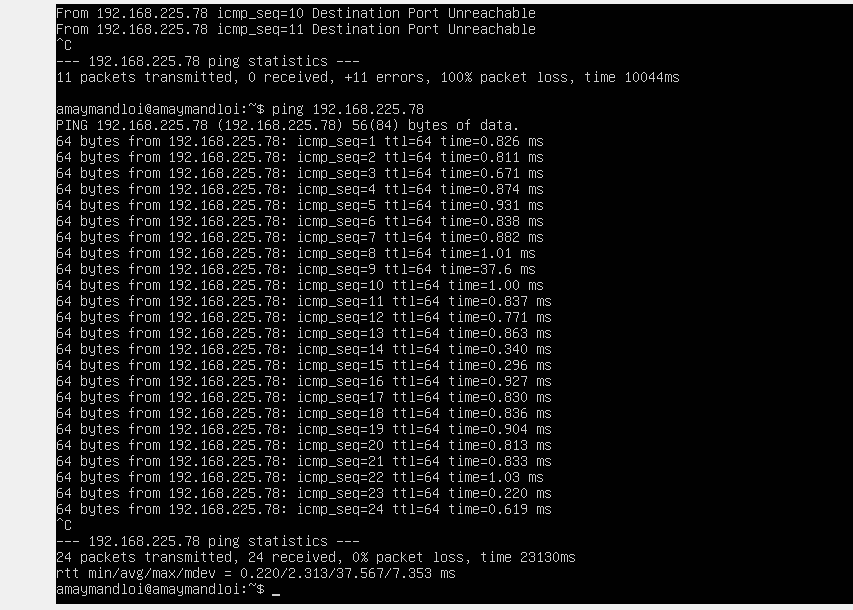 From 192.168.225.78 icmp_seq=10 Destination Port Unreachable
From 192.168.225.78 icmp_seq=11 Destination Port Unreachable
^C
--- 192.168.225.78 ping statistics ---
11 packets transmitted, 0 received, +11 errors, 100% packet loss, time 10044ms

amaymandloi@amaymandloi:~$ ping 192.168.225.78
PING 192.168.225.78 (192.168.225.78) 56(84) bytes of data.
64 bytes from 192.168.225.78: icmp_seq=1 ttl=64 time=0.826 ms
64 bytes from 192.168.225.78: icmp_seq=2 ttl=64 time=0.811 ms
64 bytes from 192.168.225.78: icmp_seq=3 ttl=64 time=0.671 ms
64 bytes from 192.168.225.78: icmp_seq=4 ttl=64 time=0.874 ms
64 bytes from 192.168.225.78: icmp_seq=5 ttl=64 time=0.931 ms
64 bytes from 192.168.225.78: icmp_seq=6 ttl=64 time=0.838 ms
64 bytes from 192.168.225.78: icmp_seq=7 ttl=64 time=0.882 ms
64 bytes from 192.168.225.78: icmp_seq=8 ttl=64 time=1.01 ms
64 bytes from 192.168.225.78: icmp_seq=9 ttl=64 time=37.6 ms
64 bytes from 192.168.225.78: icmp_seq=10 ttl=64 time=1.00 ms
64 bytes from 192.168.225.78: icmp_seq=11 ttl=64 time=0.837 ms
64 bytes from 192.168.225.78: icmp_seq=12 ttl=64 time=0.771 ms
64 bytes from 192.168.225.78: icmp_seq=13 ttl=64 time=0.863 ms
64 bytes from 192.168.225.78: icmp_seq=14 ttl=64 time=0.340 ms
64 bytes from 192.168.225.78: icmp_seq=15 ttl=64 time=0.296 ms
64 bytes from 192.168.225.78: icmp_seq=16 ttl=64 time=0.927 ms
64 bytes from 192.168.225.78: icmp_seq=17 ttl=64 time=0.830 ms
64 bytes from 192.168.225.78: icmp_seq=18 ttl=64 time=0.836 ms
64 bytes from 192.168.225.78: icmp_seq=19 ttl=64 time=0.904 ms
64 bytes from 192.168.225.78: icmp_seq=20 ttl=64 time=0.813 ms
64 bytes from 192.168.225.78: icmp_seq=21 ttl=64 time=0.833 ms
64 bytes from 192.168.225.78: icmp_seq=22 ttl=64 time=1.03 ms
64 bytes from 192.168.225.78: icmp_seq=23 ttl=64 time=0.220 ms
64 bytes from 192.168.225.78: icmp_seq=24 ttl=64 time=0.619 ms
^C
--- 192.168.225.78 ping statistics ---
24 packets transmitted, 24 received, 0% packet loss, time 23130ms
rtt min/avg/max/mdev = 0.220/2.313/37.567/7.353 ms
amaymandloi@amaymandloi:~$ _